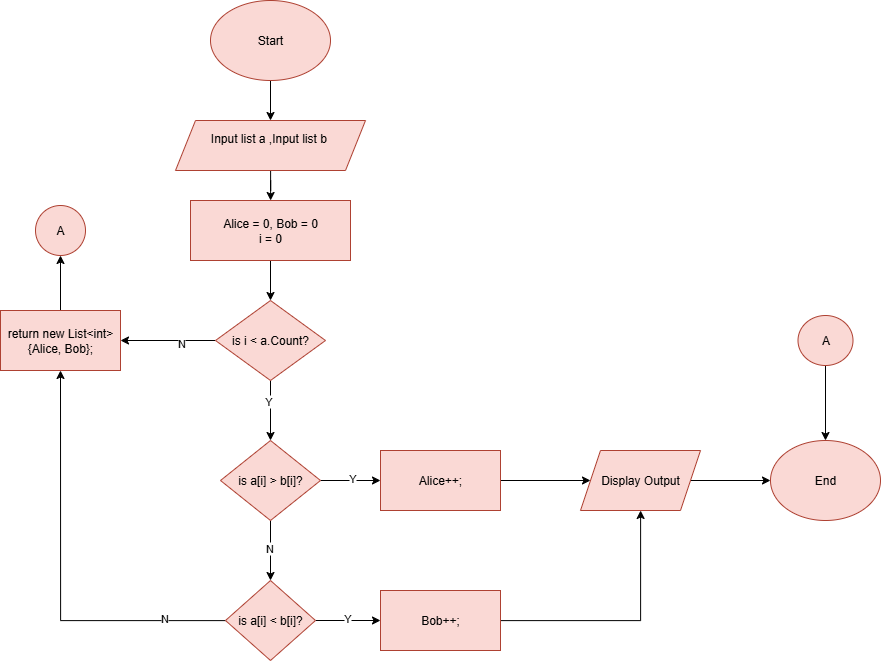 Start
Input list a ,Input list b
Alice = 0, Bob = 0
i = 0
A
is i < a.Count?
N
return new List<int>
{Alice, Bob};
A
Y
is a[i] > b[i]?
Y
Alice++;
Display Output
End
N
is a[i] < b[i]?
N
Y
Bob++;